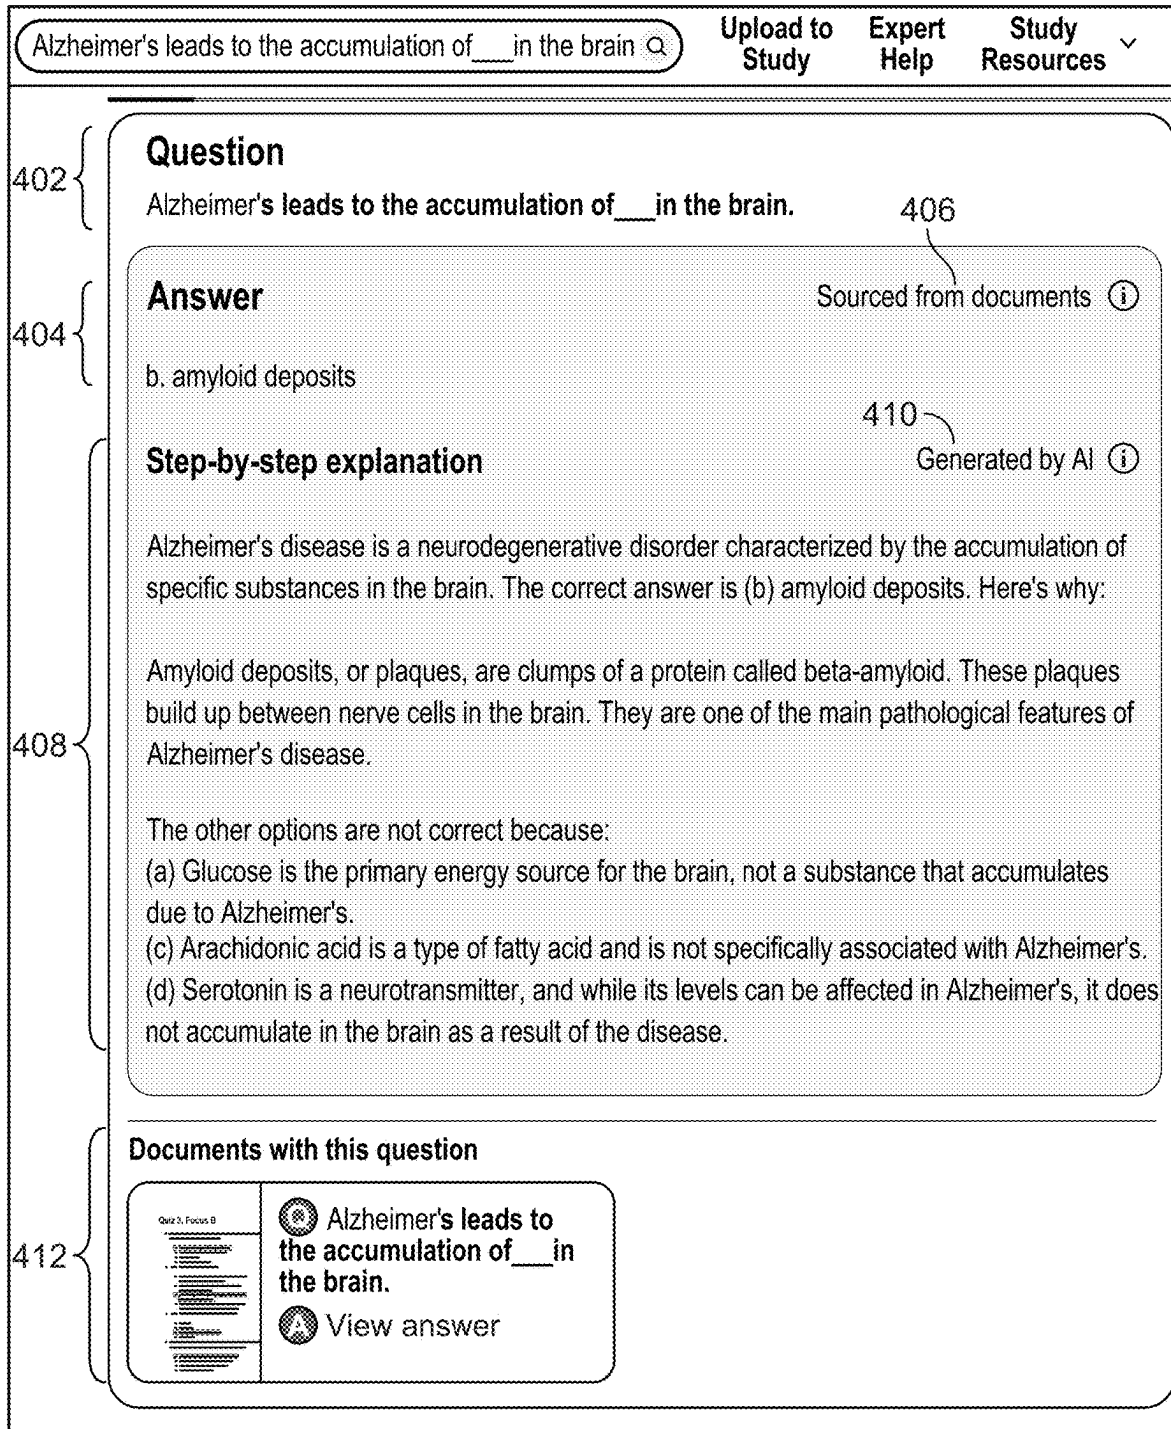 Alzheimer's leads to the accumulation of___in the brain
Upload to Study
Expert Help
Study Resources
402
Question
Alzheimer's leads to the accumulation of___in the brain.
406
404
Answer
Sourced from documents i
b. amyloid deposits
410
Step-by-step explanation
Generated by AI i
408
Alzheimer's disease is a neurodegenerative disorder characterized by the accumulation of
specific substances in the brain. The correct answer is (b) amyloid deposits. Here's why:
Amyloid deposits, or plaques, are clumps of a protein called beta-amyloid. These plaques
build up between nerve cells in the brain. They are one of the main pathological features of
Alzheimer's disease.
The other options are not correct because:
(a) Glucose is the primary energy source for the brain, not a substance that accumulates
due to Alzheimer's.
(c) Arachidonic acid is a type of fatty acid and is not specifically associated with Alzheimer's.
(d) Serotonin is a neurotransmitter, and while its levels can be affected in Alzheimer's, it does
not accumulate in the brain as a result of the disease.
412
Documents with this question
Quiz 3, Focus B
Q Alzheimer's leads to
the accumulation of___in
the brain.
A View answer